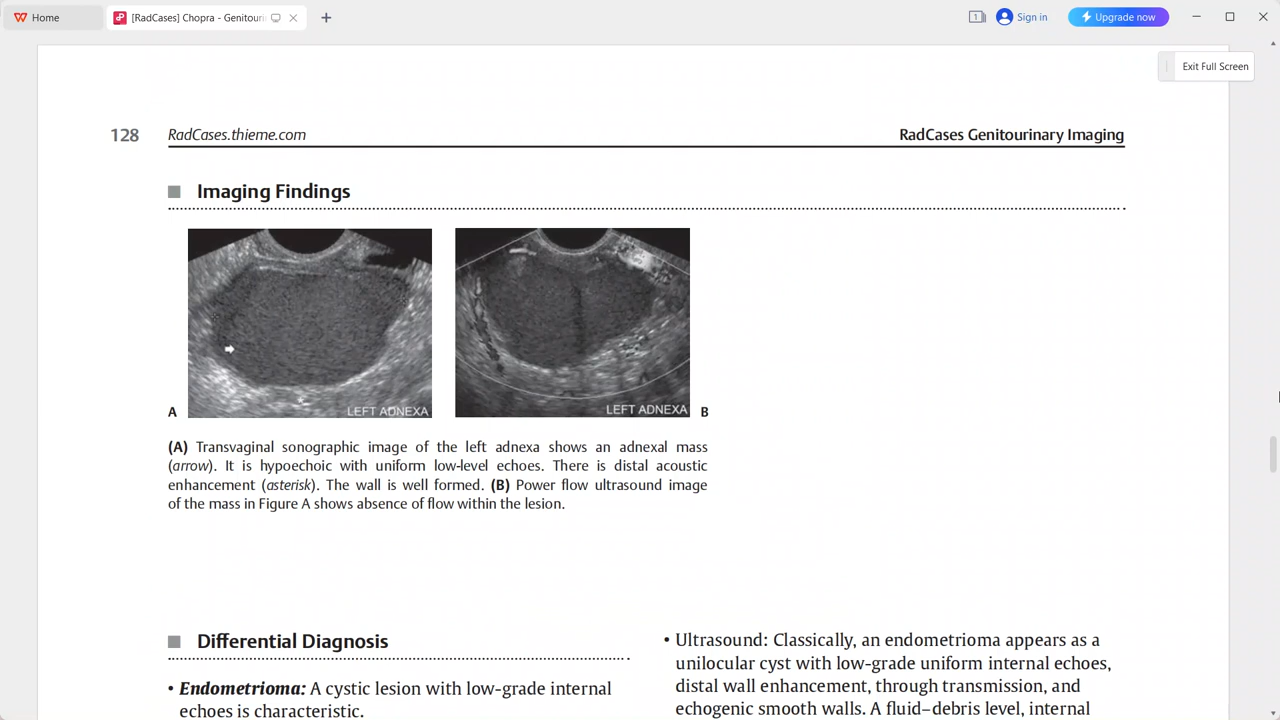 Home
[RadCases] Chopra - Genitouri
1
Sign in
Upgrade now
Exit Full Screen
128
RadCases.thieme.com
RadCases Genitourinary Imaging
Imaging Findings
LEFT ADNEXA
LEFT ADNEXA
A
B
(A) Transvaginal sonographic image of the left adnexa shows an adnexal mass
(arrow). It is hypoechoic with uniform low-level echoes. There is distal acoustic
enhancement (asterisk). The wall is well formed. (B) Power flow ultrasound image
of the mass in Figure A shows absence of flow within the lesion.
Differential Diagnosis
• Endometrioma: A cystic lesion with low-grade internal
echoes is characteristic.
• Ultrasound: Classically, an endometrioma appears as a
unilocular cyst with low-grade uniform internal echoes,
distal wall enhancement, through transmission, and
echogenic smooth walls. A fluid–debris level, internal